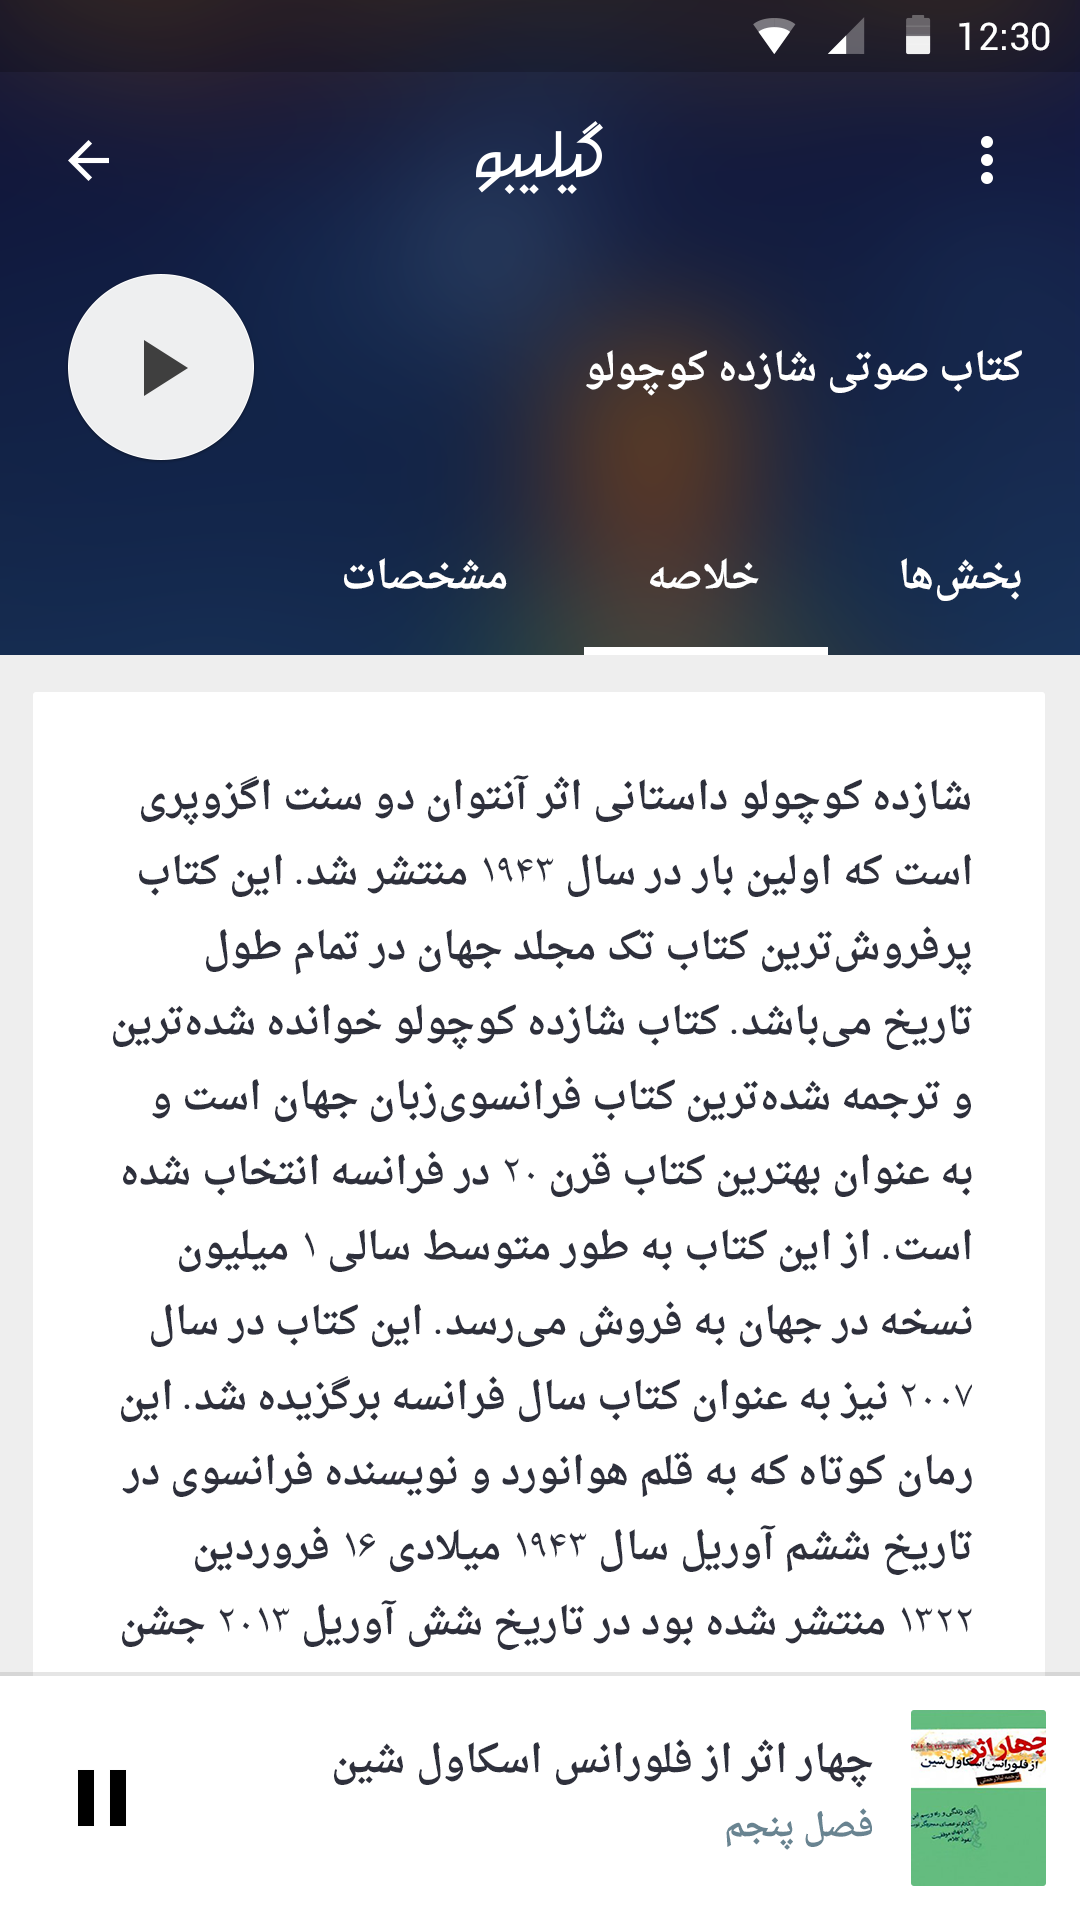 12:30
گیلیبو
کتاب صوتی شازده کوچولو
بخش‌ها
خلاصه
مشخصات
شازده کوچولو داستانی اثر آنتوان دو سنت اگزوپری
است که اولین بار در سال ۱۹۴۳ منتشر شد. این کتاب
پرفروش‌ترین کتاب تک مجلد جهان در تمام طول
تاریخ می‌باشد. کتاب شازده کوچولو خوانده شده‌ترین
و ترجمه شده‌ترین کتاب فرانسوی‌زبان جهان است و
به عنوان بهترین کتاب قرن ۲۰ در فرانسه انتخاب شده
است. از این کتاب به طور متوسط سالی ۱ میلیون
نسخه در جهان به فروش می‌رسد. این کتاب در سال
۲۰۰۷ نیز به عنوان کتاب سال فرانسه برگزیده شد. این
رمان کوتاه که به قلم هوانورد و نویسنده فرانسوی در
تاریخ ششم آوریل سال ۱۹۴۳ میلادی ۱۶ فروردین
۱۳۲۲ منتشر شده بود در تاریخ شش آوریل ۲۰۱۳ جشن
چهار اثر از فلورانس اسکاول شین
فصل پنجم
چهار اثر
از فلورانس اسکاول شین